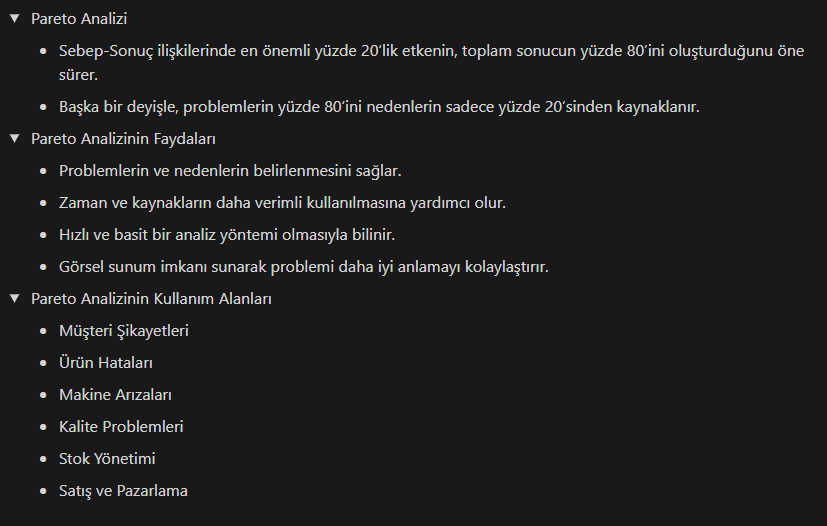 Pareto Analizi
Sebep-Sonuç ilişkilerinde en önemli yüzde 20'lik etkenin, toplam sonucun yüzde 80'ini oluşturduğunu öne
sürer.
Başka bir deyişle, problemlerin yüzde 80'ini nedenlerin sadece yüzde 20'sinden kaynaklanır.
Pareto Analizinin Faydaları
Problemlerin ve nedenlerin belirlenmesini sağlar.
Zaman ve kaynakların daha verimli kullanılmasına yardımcı olur.
Hızlı ve basit bir analiz yöntemi olmasıyla bilinir.
Görsel sunum imkanı sunarak problemi daha iyi anlamayı kolaylaştırır.
Pareto Analizinin Kullanım Alanları
Müşteri Şikayetleri
Ürün Hataları
Makine Arızaları
Kalite Problemleri
Stok Yönetimi
Satış ve Pazarlama